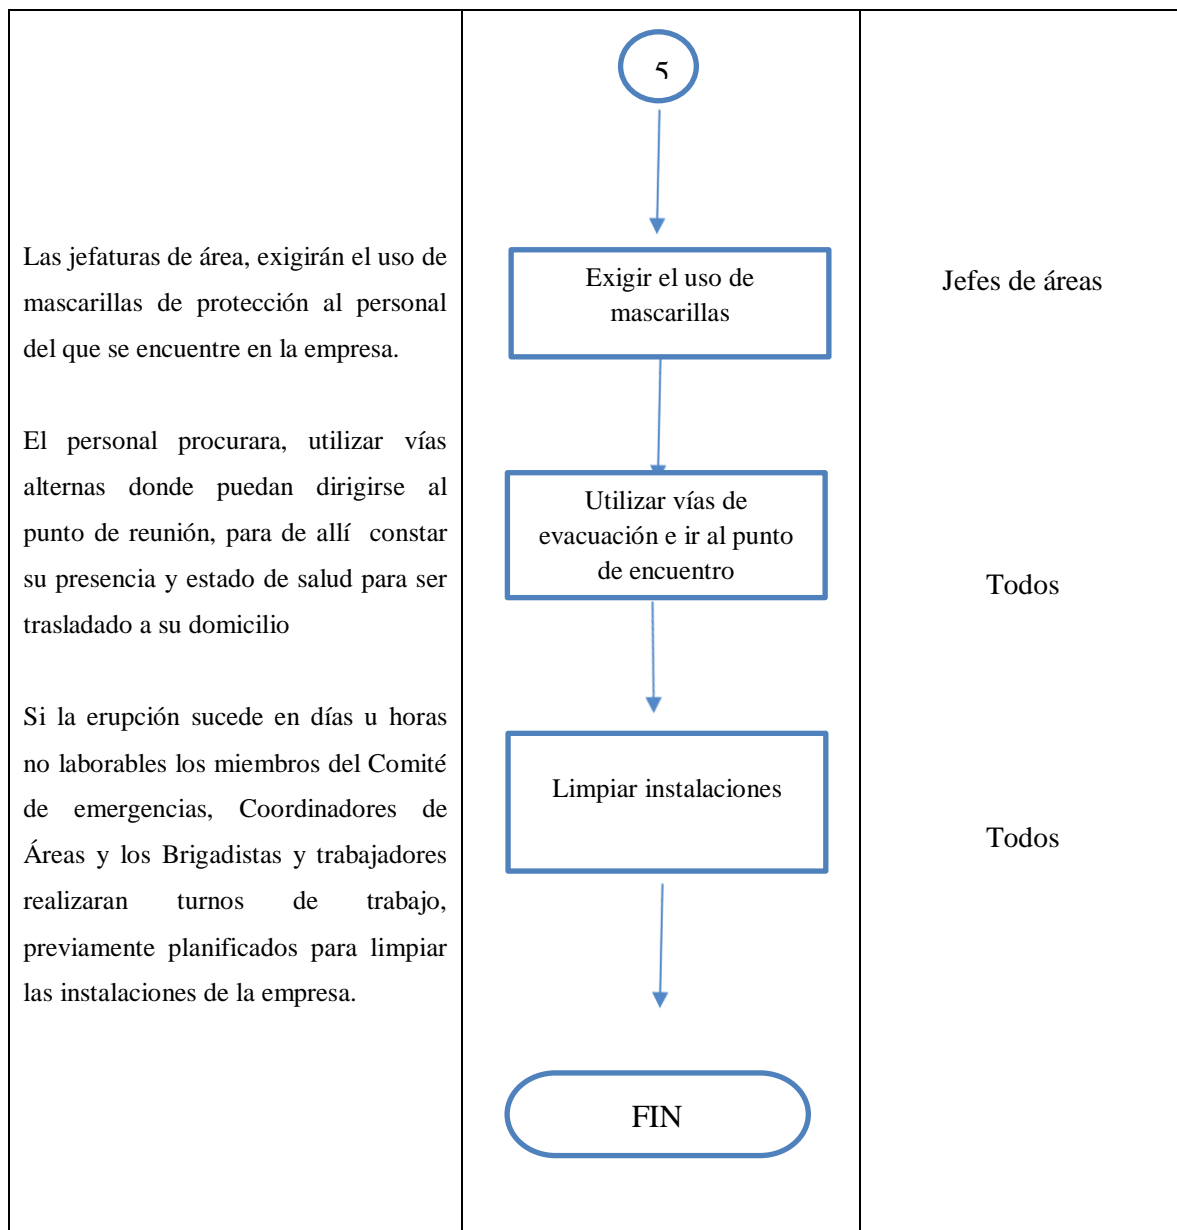 Las jefaturas de área, exigirán el uso de
mascarillas de protección al personal
del que se encuentre en la empresa.
El personal procurara, utilizar vías
alternas donde puedan dirigirse al
punto de reunión, para de allí constar
su presencia y estado de salud para ser
trasladado a su domicilio
Si la erupción sucede en días u horas
no laborables los miembros del Comité
de emergencias, Coordinadores de
Áreas y los Brigadistas y trabajadores
realizaran turnos de trabajo,
previamente planificados para limpiar
las instalaciones de la empresa.
5
Exigir el uso de
mascarillas
Utilizar vías de
evacuación e ir al punto
de encuentro
Limpiar instalaciones
FIN
Jefes de áreas
Todos
Todos